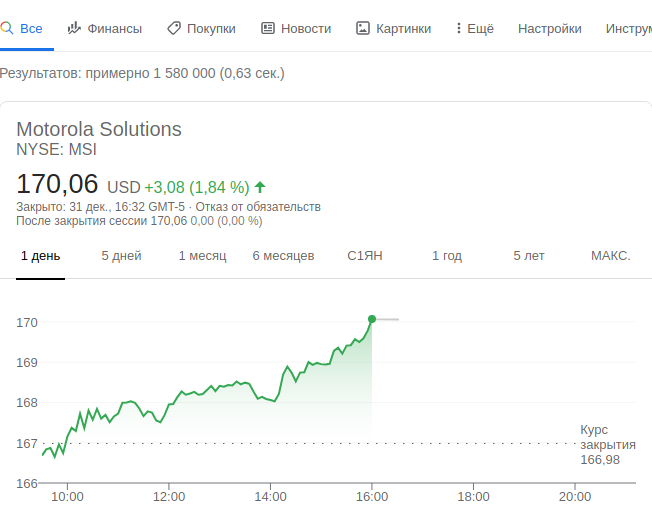 Все Финансы Покупки Новости Картинки Ещё Настройки
Результатов: примерно 1 580 000 (0,63 сек.)
Motorola Solutions
NYSE: MSI
170,06 USD +3,08 (1,84 %)
Закрыто: 31 дек., 16:32 GMT-5 · Отказ от обязательств
После закрытия сессии 170,06 0,00 (0,00 %)
1 день 5 дней 1 месяц 6 месяцев С1ЯН 1 год 5 лет МАКС.
170
169
168
167
166
Курс
закрытия
166,98
10:00 12:00 14:00 16:00 18:00 20:00